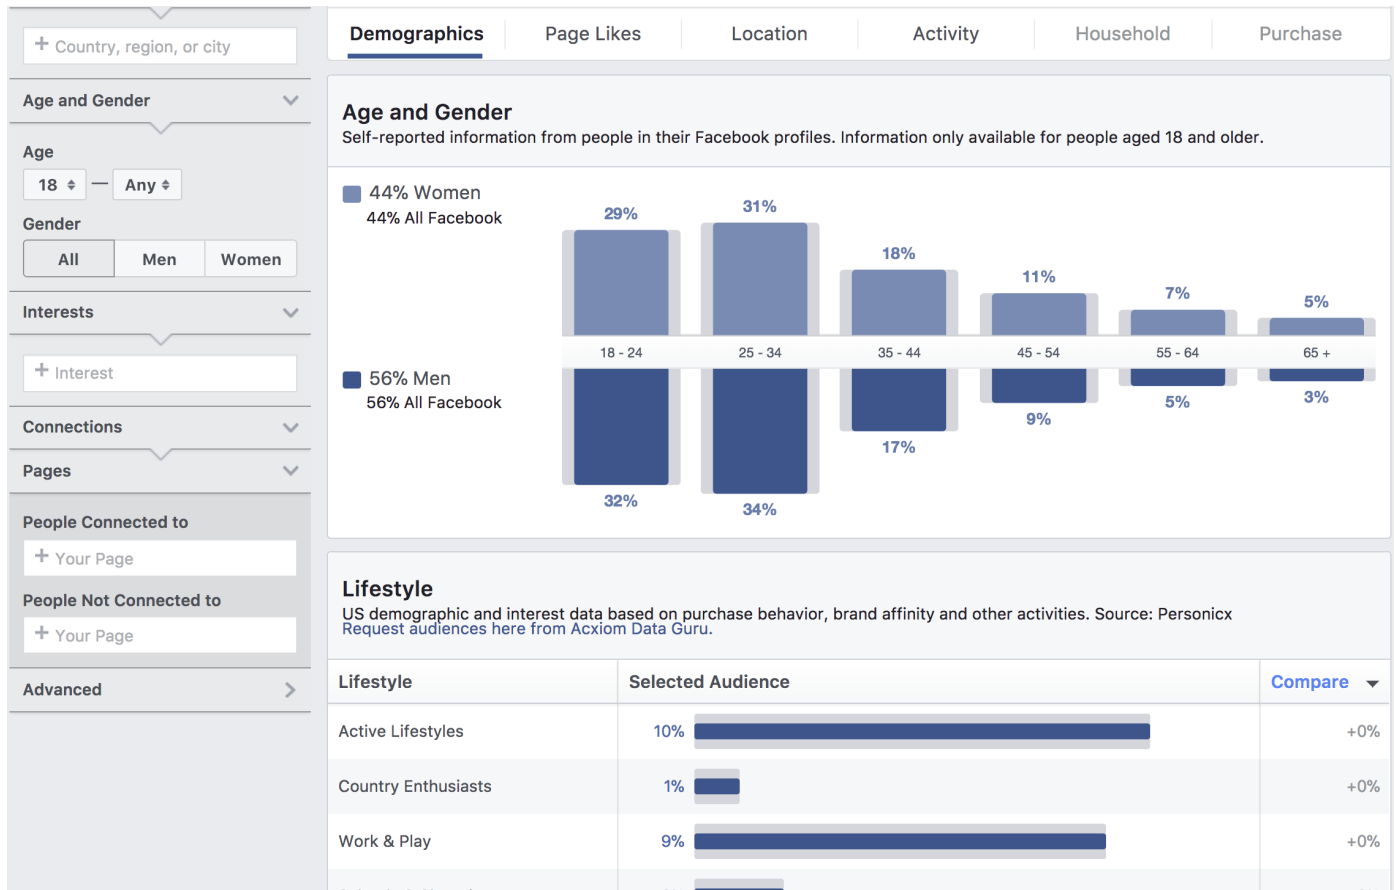 Country, region, or city
Age and Gender
Age
18 — Any
Gender
All Men Women
Interests
Interest
Connections
Pages
People Connected to
Your Page
People Not Connected to
Your Page
Advanced
Demographics Page Likes Location Activity Household Purchase
Age and Gender
Self-reported information from people in their Facebook profiles. Information only available for people aged 18 and older.
44% Women
44% All Facebook
29% 31% 18% 11% 7% 5%
18 - 24 25 - 34 35 - 44 45 - 54 55 - 64 65 +
56% Men
56% All Facebook
32% 34% 17% 9% 5% 3%
Lifestyle
US demographic and interest data based on purchase behavior, brand affinity and other activities. Source: Personicx
Request audiences here from Acxiom Data Guru.
Lifestyle Selected Audience Compare
Active Lifestyles 10% +0%
Country Enthusiasts 1% +0%
Work & Play 9% +0%